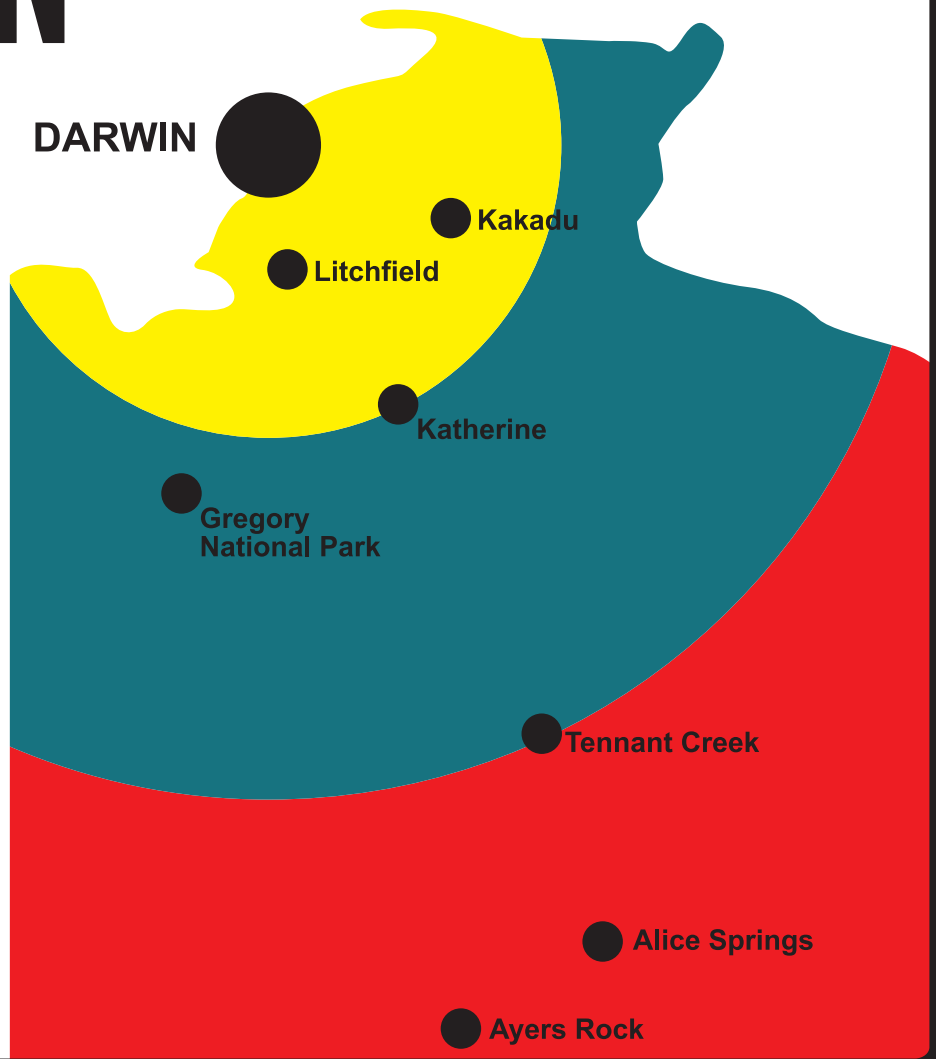 N
DARWIN
Kakadu
Litchfield
Katherine
Gregory
National Park
Tennant Creek
Alice Springs
Ayers Rock